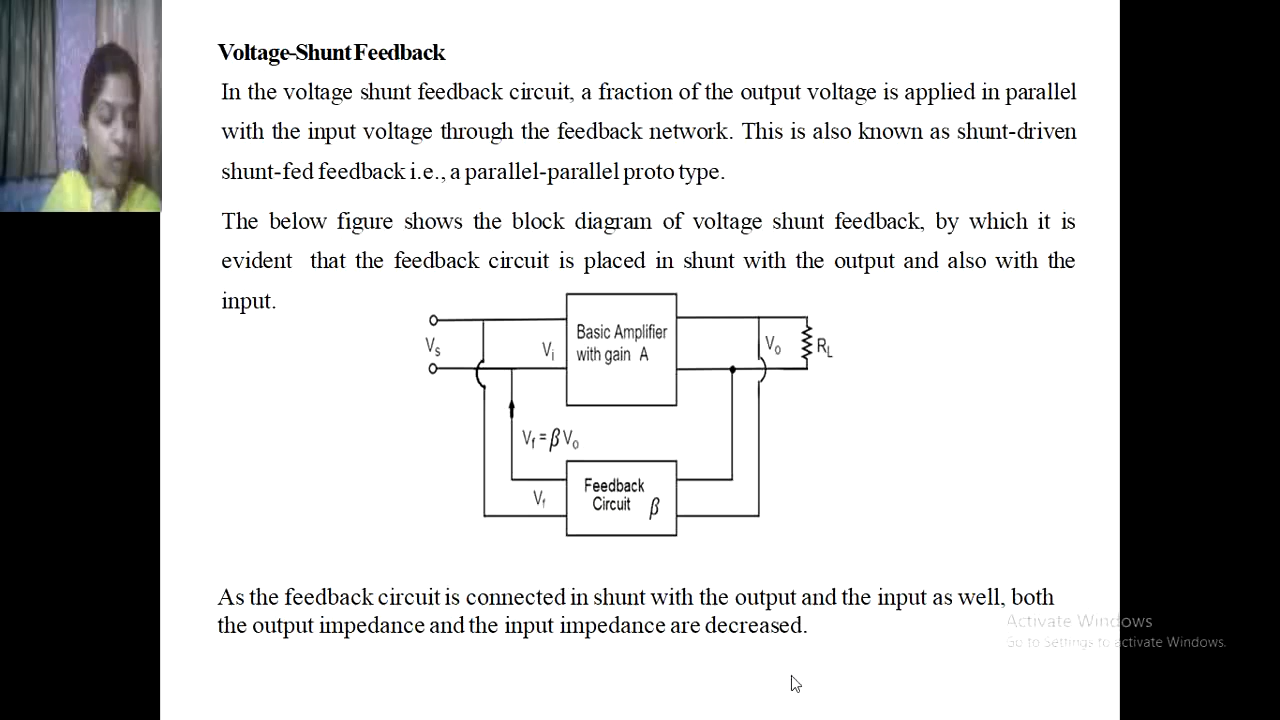 Voltage-Shunt Feedback
In the voltage shunt feedback circuit, a fraction of the output voltage is applied in parallel
with the input voltage through the feedback network. This is also known as shunt-driven
shunt-fed feedback i.e., a parallel-parallel proto type.
The below figure shows the block diagram of voltage shunt feedback, by which it is
evident that the feedback circuit is placed in shunt with the output and also with the
input.
Basic Amplifier
with gain A
Vs
Vi
Vo
RL
Vf = β Vo
Feedback
Circuit β
Vf
As the feedback circuit is connected in shunt with the output and the input as well, both
the output impedance and the input impedance are decreased.
Activate Windows
Go to Settings to activate Windows.